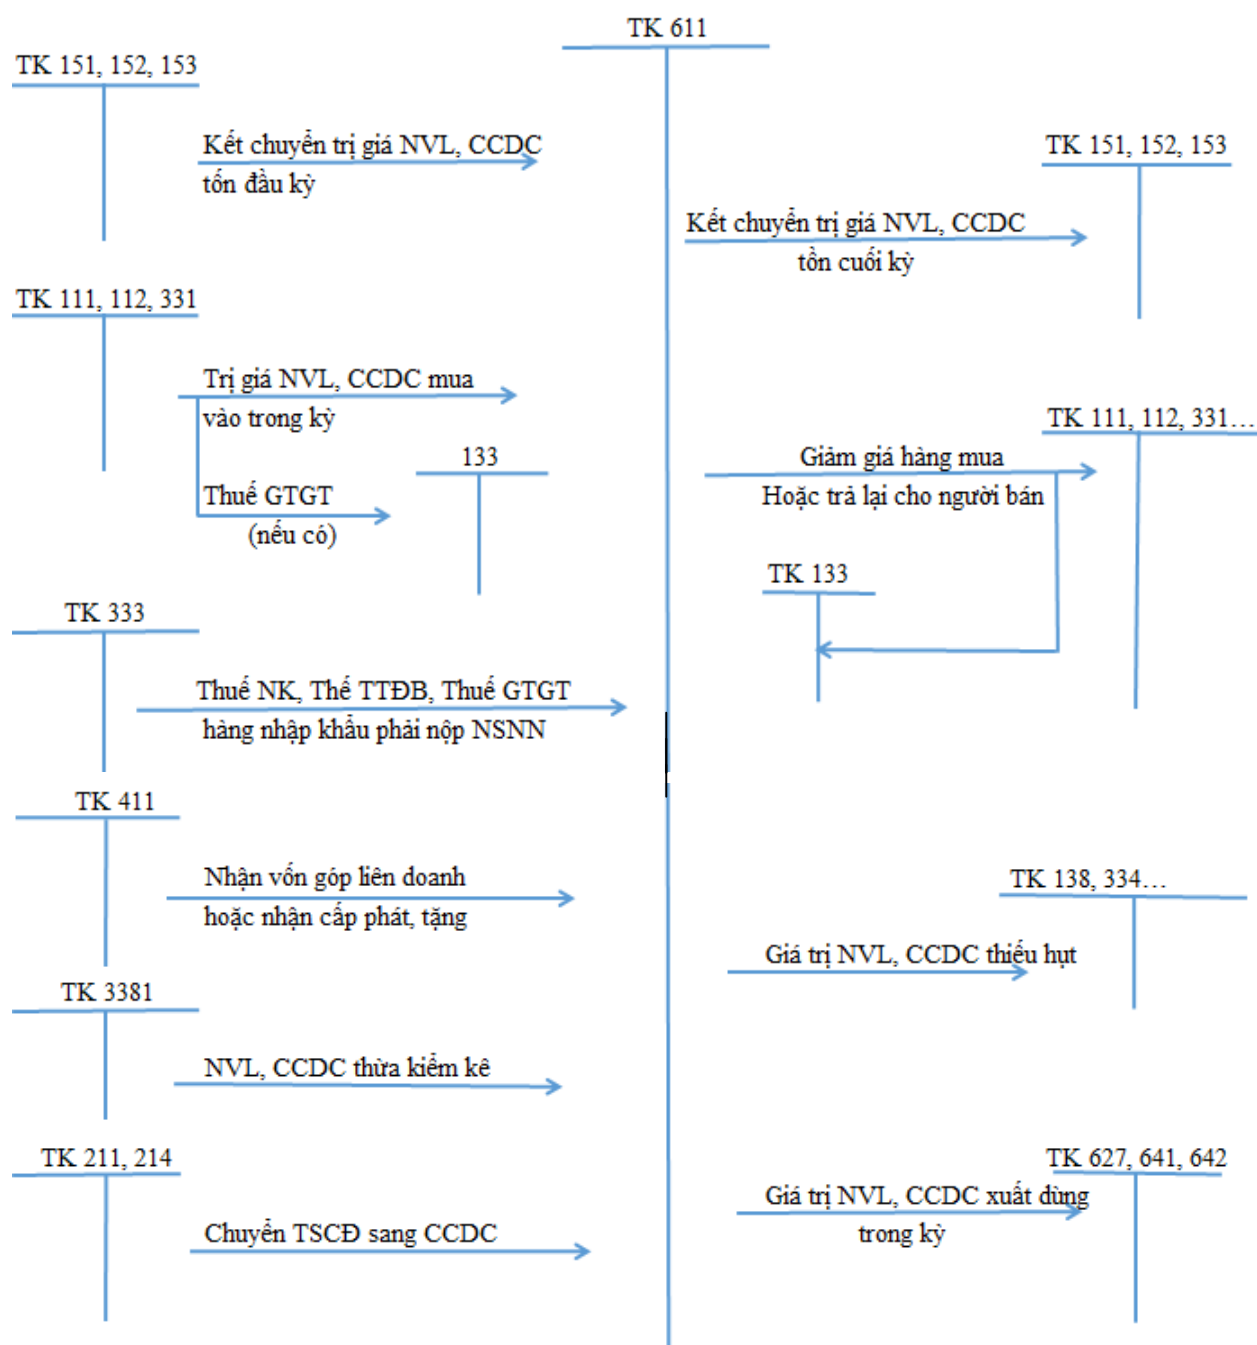 TK 611
TK 151, 152, 153
Kết chuyển trị giá NVL, CCDC
tốn đầu kỳ
TK 151, 152, 153
Kết chuyển trị giá NVL, CCDC
tồn cuối kỳ
TK 111, 112, 331
Trị giá NVL, CCDC mua
vào trong kỳ
133
Thuế GTGT
(nếu có)
TK 111, 112, 331…
Giảm giá hàng mua
Hoặc trả lại cho người bán
TK 133
TK 333
Thuế NK, Thế TTĐB, Thuế GTGT
hàng nhập khẩu phải nộp NSNN
TK 411
Nhận vốn góp liên doanh
hoặc nhận cấp phát, tặng
TK 138, 334…
Giá trị NVL, CCDC thiếu hụt
TK 3381
NVL, CCDC thừa kiểm kê
TK 211, 214
Chuyển TSCĐ sang CCDC
TK 627, 641, 642
Giá trị NVL, CCDC xuất dùng
trong kỳ